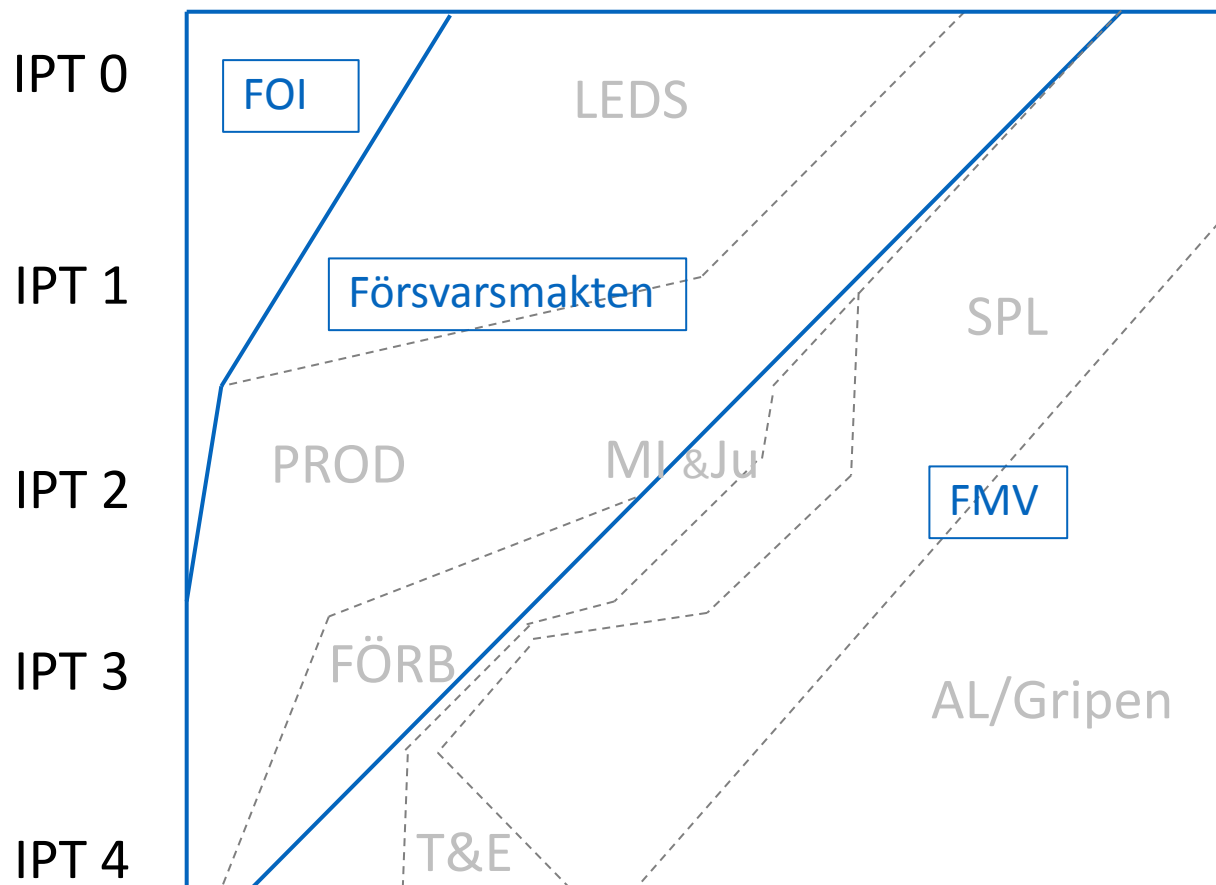 IPT 0
FOI
LEDS
IPT 1
Försvarsmakten
SPL
PROD
MI &Ju
IPT 2
FMV
IPT 3
FÖRB
AL/Gripen
IPT 4
T&E